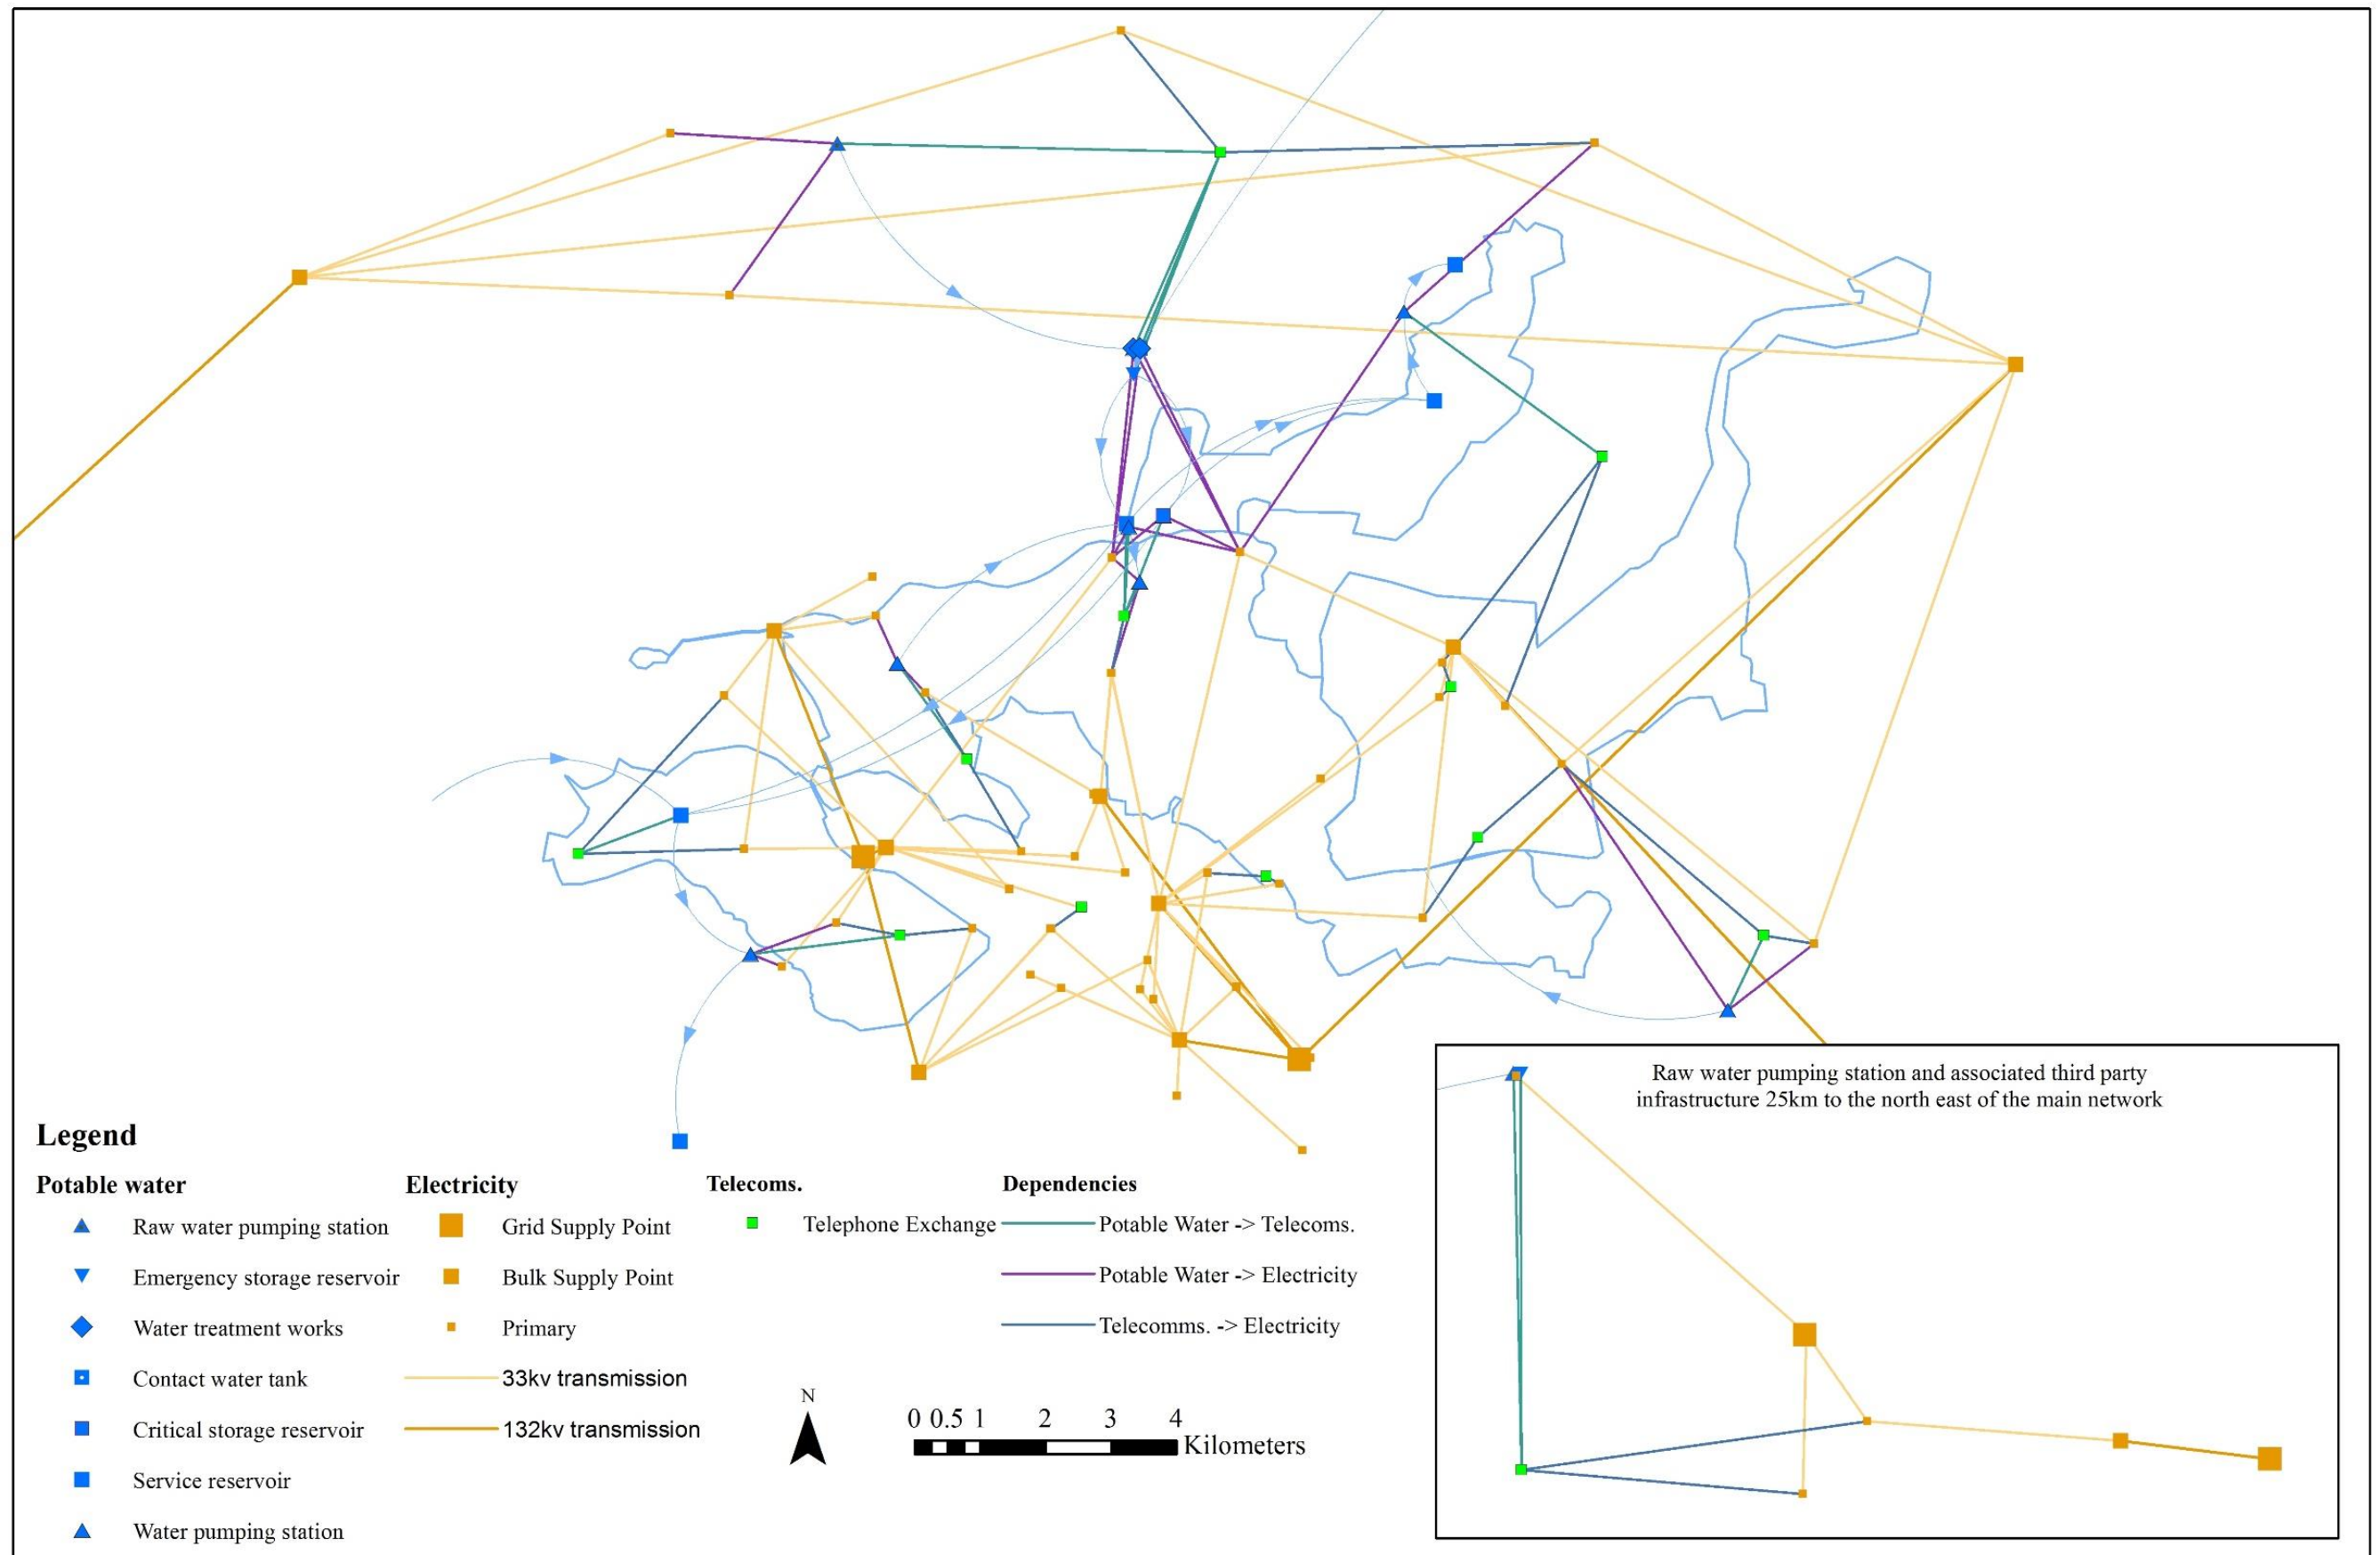 Raw water pumping station and associated third party
infrastructure 25km to the north east of the main network
Legend
Potable water
Raw water pumping station
Emergency storage reservoir
Water treatment works
Contact water tank
Critical storage reservoir
Service reservoir
Water pumping station
Electricity
Grid Supply Point
Bulk Supply Point
Primary
33kv transmission
132kv transmission
Telecoms.
Telephone Exchange
Dependencies
Potable Water -> Telecoms.
Potable Water -> Electricity
Telecomms. -> Electricity
N
0 0.5 1 2 3 4
Kilometers